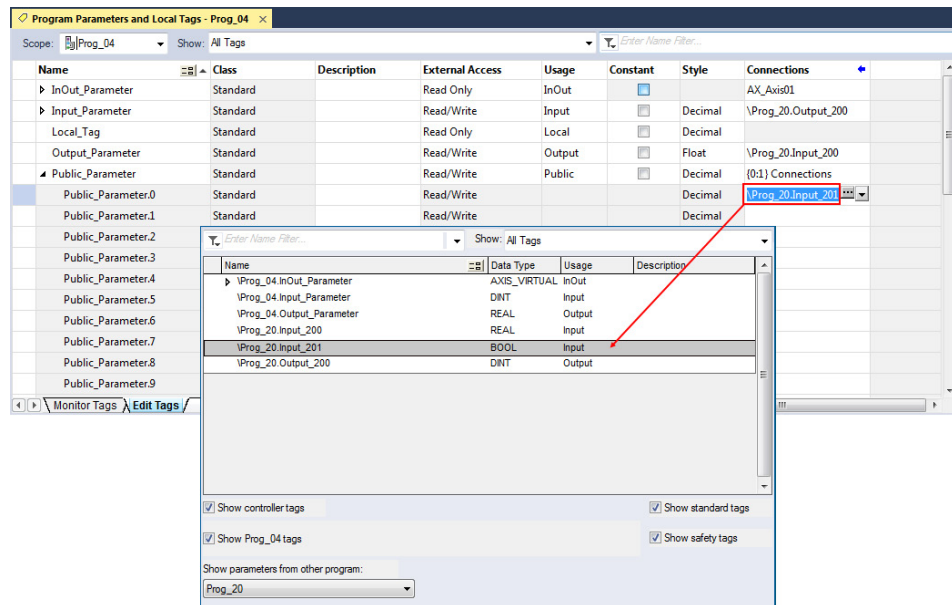 Program Parameters and Local Tags - Prog_04 ×
Scope: Prog_04 Show: All Tags Enter Name Filter...
Name Class Description External Access Usage Constant Style Connections
InOut_Parameter Standard Read Only InOut AX_Axis01
Input_Parameter Standard Read/Write Input Decimal \Prog_20.Output_200
Local_Tag Standard Read Only Local Decimal
Output_Parameter Standard Read/Write Output Float \Prog_20.Input_200
Public_Parameter Standard Read/Write Public Decimal {0:1} Connections
Public_Parameter.0 Standard Read/Write Decimal \Prog_20.Input_201
Public_Parameter.1 Standard Read/Write Decimal
Public_Parameter.2
Public_Parameter.3
Public_Parameter.4
Public_Parameter.5
Public_Parameter.6
Public_Parameter.7
Public_Parameter.8
Public_Parameter.9
Monitor Tags Edit Tags
Enter Name Filter... Show: All Tags
Name Data Type Usage Description
\Prog_04.InOut_Parameter AXIS_VIRTUAL InOut
\Prog_04.Input_Parameter DINT Input
\Prog_04.Output_Parameter REAL Output
\Prog_20.Input_200 REAL Input
\Prog_20.Input_201 BOOL Input
\Prog_20.Output_200 DINT Output
Show controller tags Show standard tags
Show Prog_04 tags Show safety tags
Show parameters from other program:
Prog_20